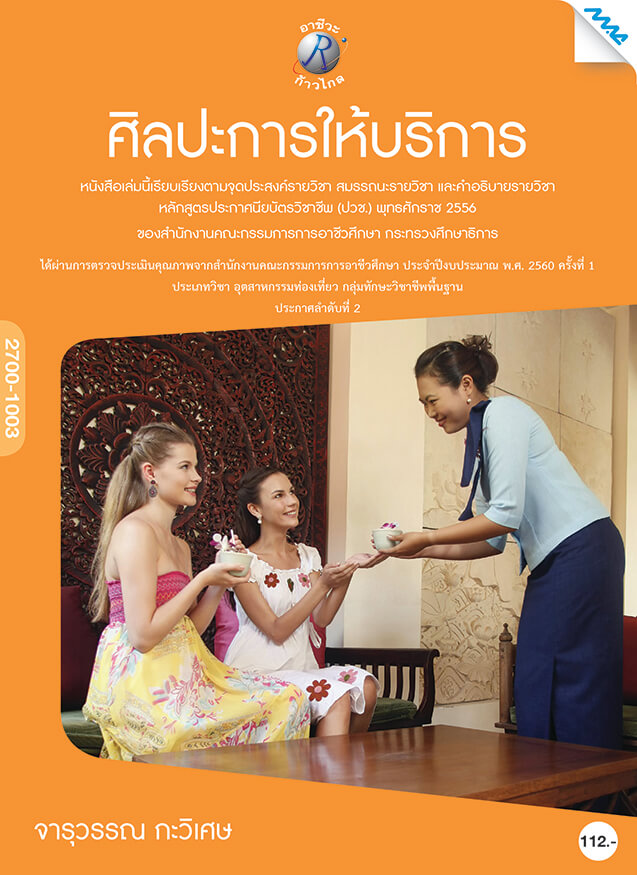 MAC
อาชีวะ
R
ก้าวไกล
ศิลปะการให้บริการ
หนังสือเล่มนี้เรียบเรียงตามจุดประสงค์รายวิชา สมรรถนะรายวิชา และคำอธิบายรายวิชา
หลักสูตรประกาศนียบัตรวิชาชีพ (ปวช.) พุทธศักราช 2556
ของสำนักงานคณะกรรมการการอาชีวศึกษา กระทรวงศึกษาธิการ
ได้ผ่านการตรวจประเมินคุณภาพจากสำนักงานคณะกรรมการการอาชีวศึกษา ประจำปีงบประมาณ พ.ศ. 2560 ครั้งที่ 1
ประเภทวิชา อุตสาหกรรมท่องเที่ยว กลุ่มทักษะวิชาชีพพื้นฐาน
ประกาศลำดับที่ 2
2700-1003
จารุวรรณ กะวิเศษ
112.-